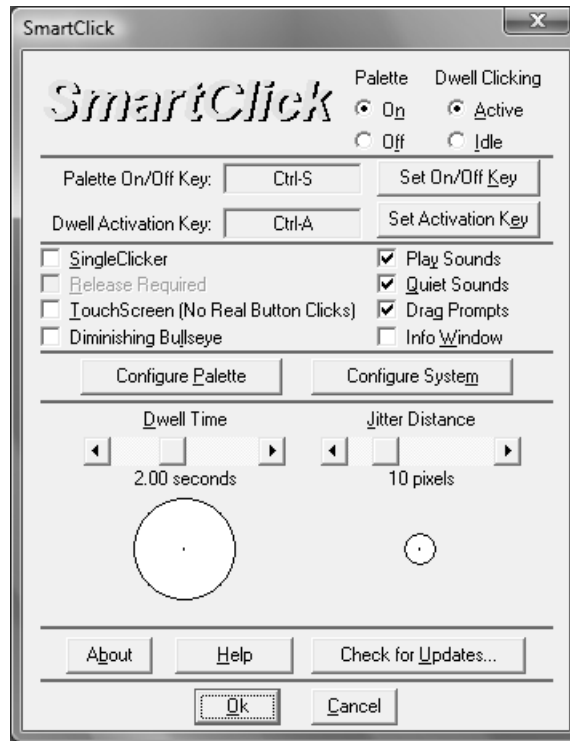 SmartClick
SmartClick
Palette Dwell Clicking
On Active
Off Idle
Palette On/Off Key: Ctrl-S Set On/Off Key
Dwell Activation Key: Ctrl-A Set Activation Key
SingleClicker Play Sounds
Release Required Quiet Sounds
TouchScreen (No Real Button Clicks) Drag Prompts
Diminishing Bullseye Info Window
Configure Palette Configure System
Dwell Time Jitter Distance
2.00 seconds 10 pixels
About Help Check for Updates...
Ok Cancel